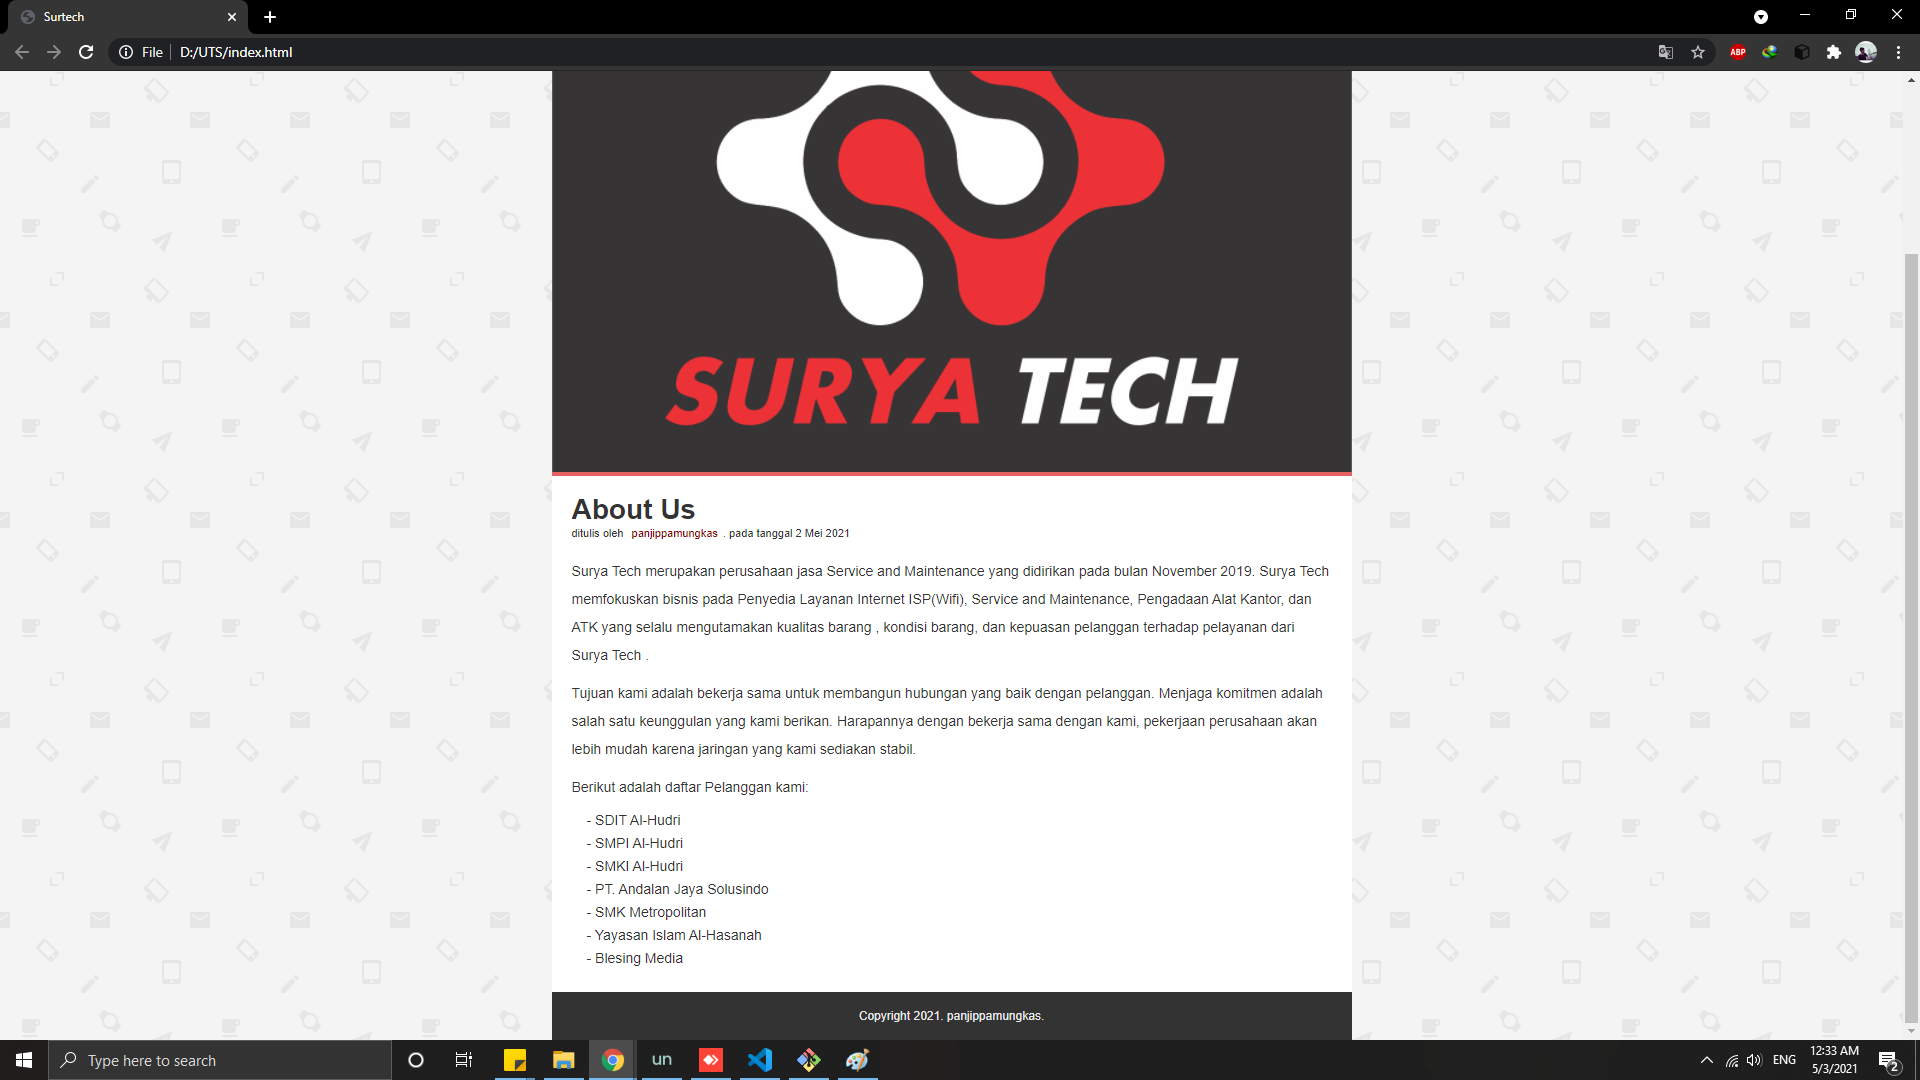 Surtech
File D:/UTS/index.html
ABP
SURYA TECH
About Us
ditulis oleh panjippamungkas . pada tanggal 2 Mei 2021
Surya Tech merupakan perusahaan jasa Service and Maintenance yang didirikan pada bulan November 2019. Surya Tech
memfokuskan bisnis pada Penyedia Layanan Internet ISP(Wifi), Service and Maintenance, Pengadaan Alat Kantor, dan
ATK yang selalu mengutamakan kualitas barang , kondisi barang, dan kepuasan pelanggan terhadap pelayanan dari
Surya Tech .
Tujuan kami adalah bekerja sama untuk membangun hubungan yang baik dengan pelanggan. Menjaga komitmen adalah
salah satu keunggulan yang kami berikan. Harapannya dengan bekerja sama dengan kami, pekerjaan perusahaan akan
lebih mudah karena jaringan yang kami sediakan stabil.
Berikut adalah daftar Pelanggan kami:
- SDIT Al-Hudri
- SMPI Al-Hudri
- SMKI Al-Hudri
- PT. Andalan Jaya Solusindo
- SMK Metropolitan
- Yayasan Islam Al-Hasanah
- Blesing Media
Copyright 2021. panjippamungkas.
Type here to search
un
ENG
12:33 AM
5/3/2021
2